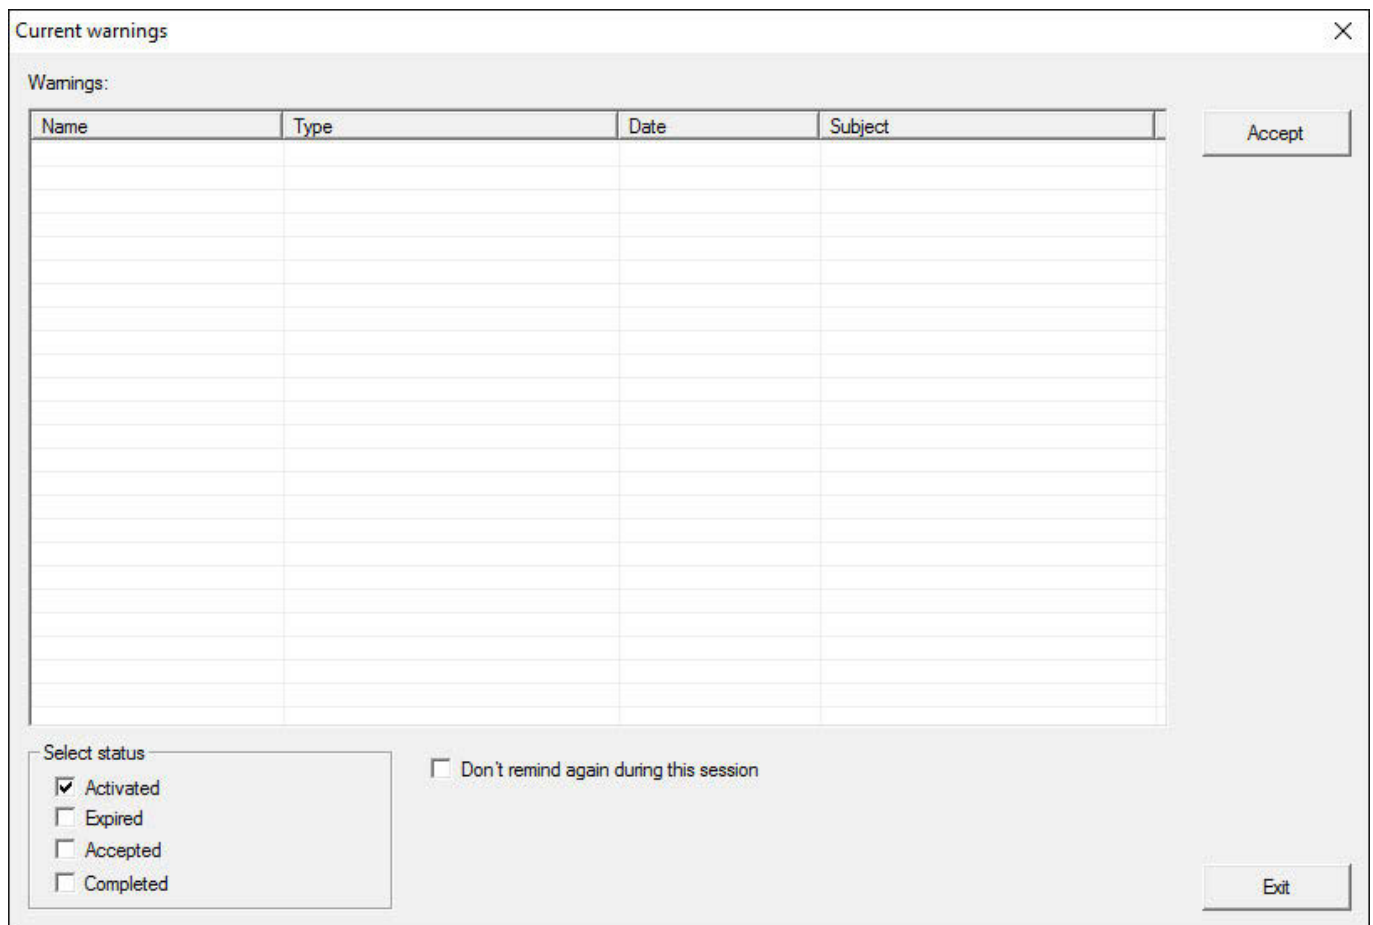 Current warnings
Warnings:
Name Type Date Subject
Accept
Select status
Activated
Expired
Accepted
Completed
Don't remind again during this session
Exit